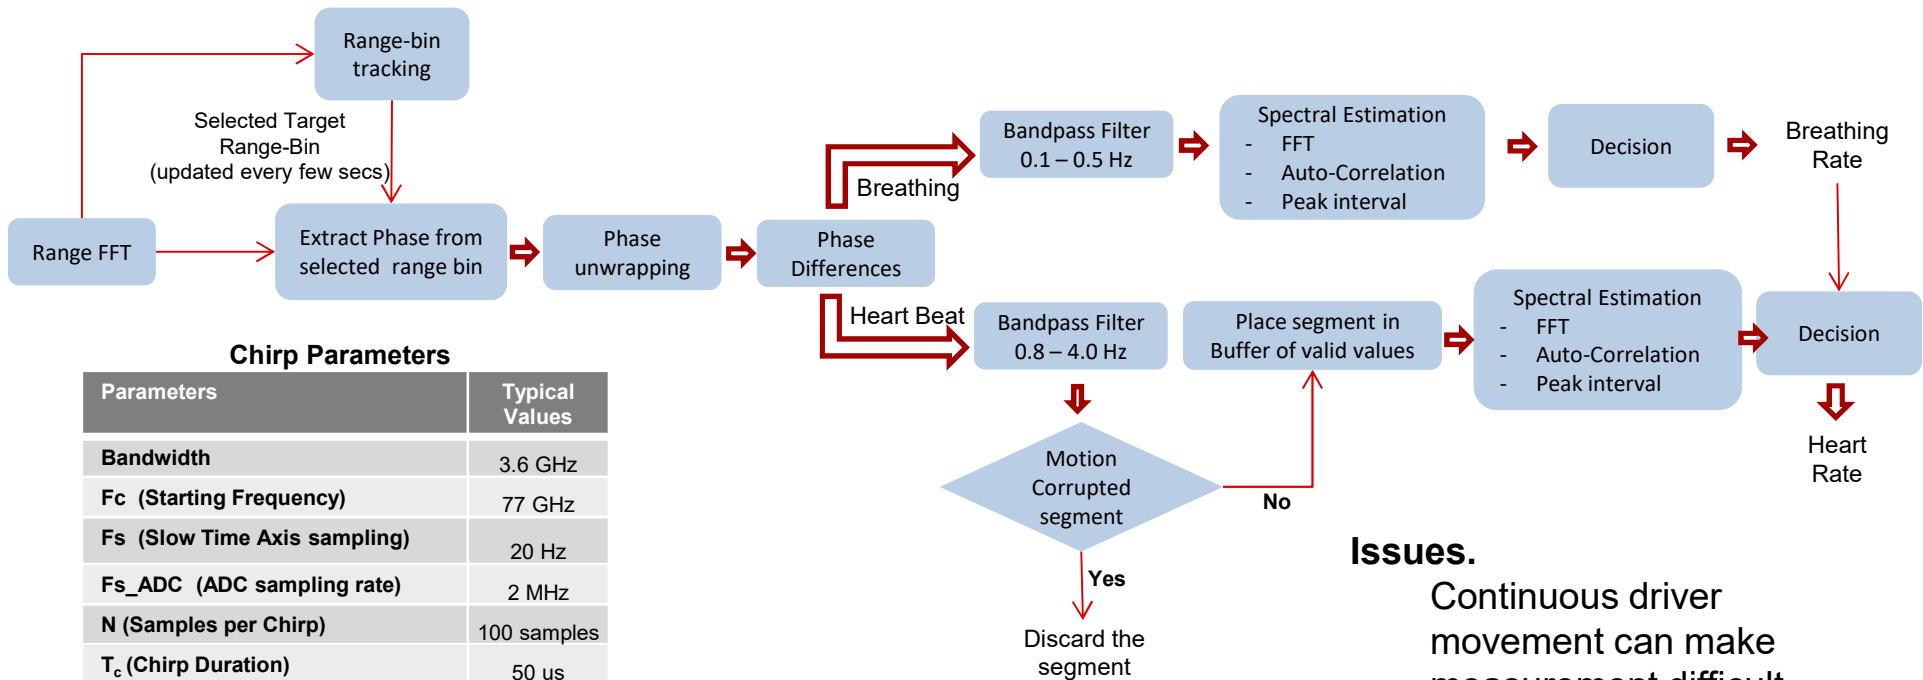 Range-bin
tracking
Selected Target
Range-Bin
(updated every few secs)
Range FFT
Extract Phase from
selected range bin
Phase
unwrapping
Phase
Differences
Breathing
Bandpass Filter
0.1 – 0.5 Hz
Spectral Estimation
- FFT
- Auto-Correlation
- Peak interval
Decision
Breathing
Rate
Heart Beat
Bandpass Filter
0.8 – 4.0 Hz
Place segment in
Buffer of valid values
Spectral Estimation
- FFT
- Auto-Correlation
- Peak interval
Decision
Heart
Rate
Motion
Corrupted
segment
No
Yes
Discard the
segment
Chirp Parameters
Parameters Typical Values
Bandwidth 3.6 GHz
Fc (Starting Frequency) 77 GHz
Fs (Slow Time Axis sampling) 20 Hz
Fs_ADC (ADC sampling rate) 2 MHz
N (Samples per Chirp) 100 samples
Tc (Chirp Duration) 50 us
Issues.
Continuous driver
movement can make
measurement difficult